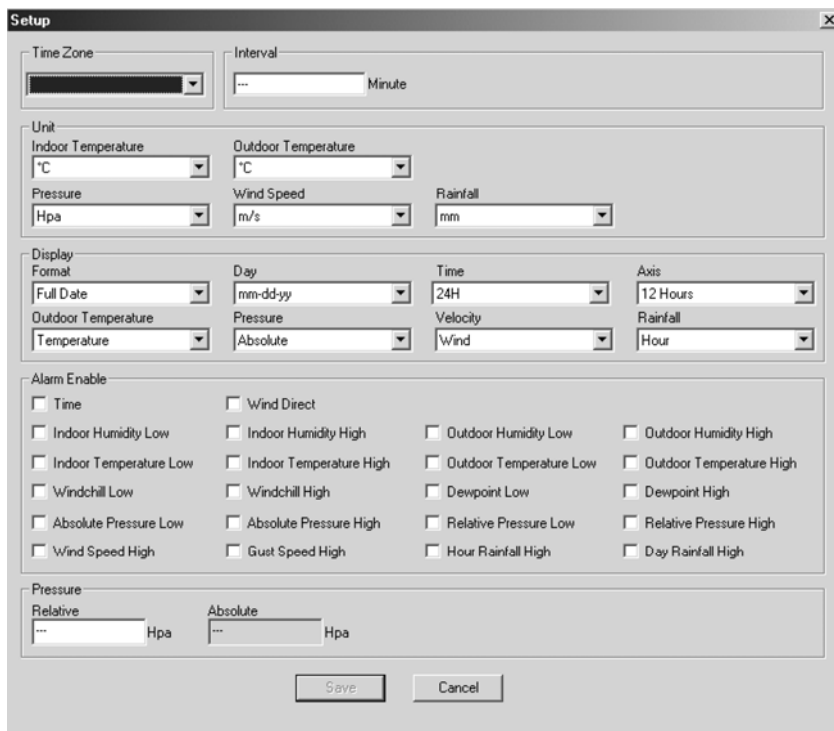 Setup
Time Zone Interval
--- Minute
Unit
Indoor Temperature Outdoor Temperature
°C °C
Pressure Wind Speed Rainfall
Hpa m/s mm
Display
Format Day Time Axis
Full Date mm-dd-yy 24H 12 Hours
Outdoor Temperature Pressure Velocity Rainfall
Temperature Absolute Wind Hour
Alarm Enable
Time Wind Direct
Indoor Humidity Low Indoor Humidity High Outdoor Humidity Low Outdoor Humidity High
Indoor Temperature Low Indoor Temperature High Outdoor Temperature Low Outdoor Temperature High
Windchill Low Windchill High Dewpoint Low Dewpoint High
Absolute Pressure Low Absolute Pressure High Relative Pressure Low Relative Pressure High
Wind Speed High Gust Speed High Hour Rainfall High Day Rainfall High
Pressure
Relative Absolute
--- Hpa --- Hpa
Save Cancel